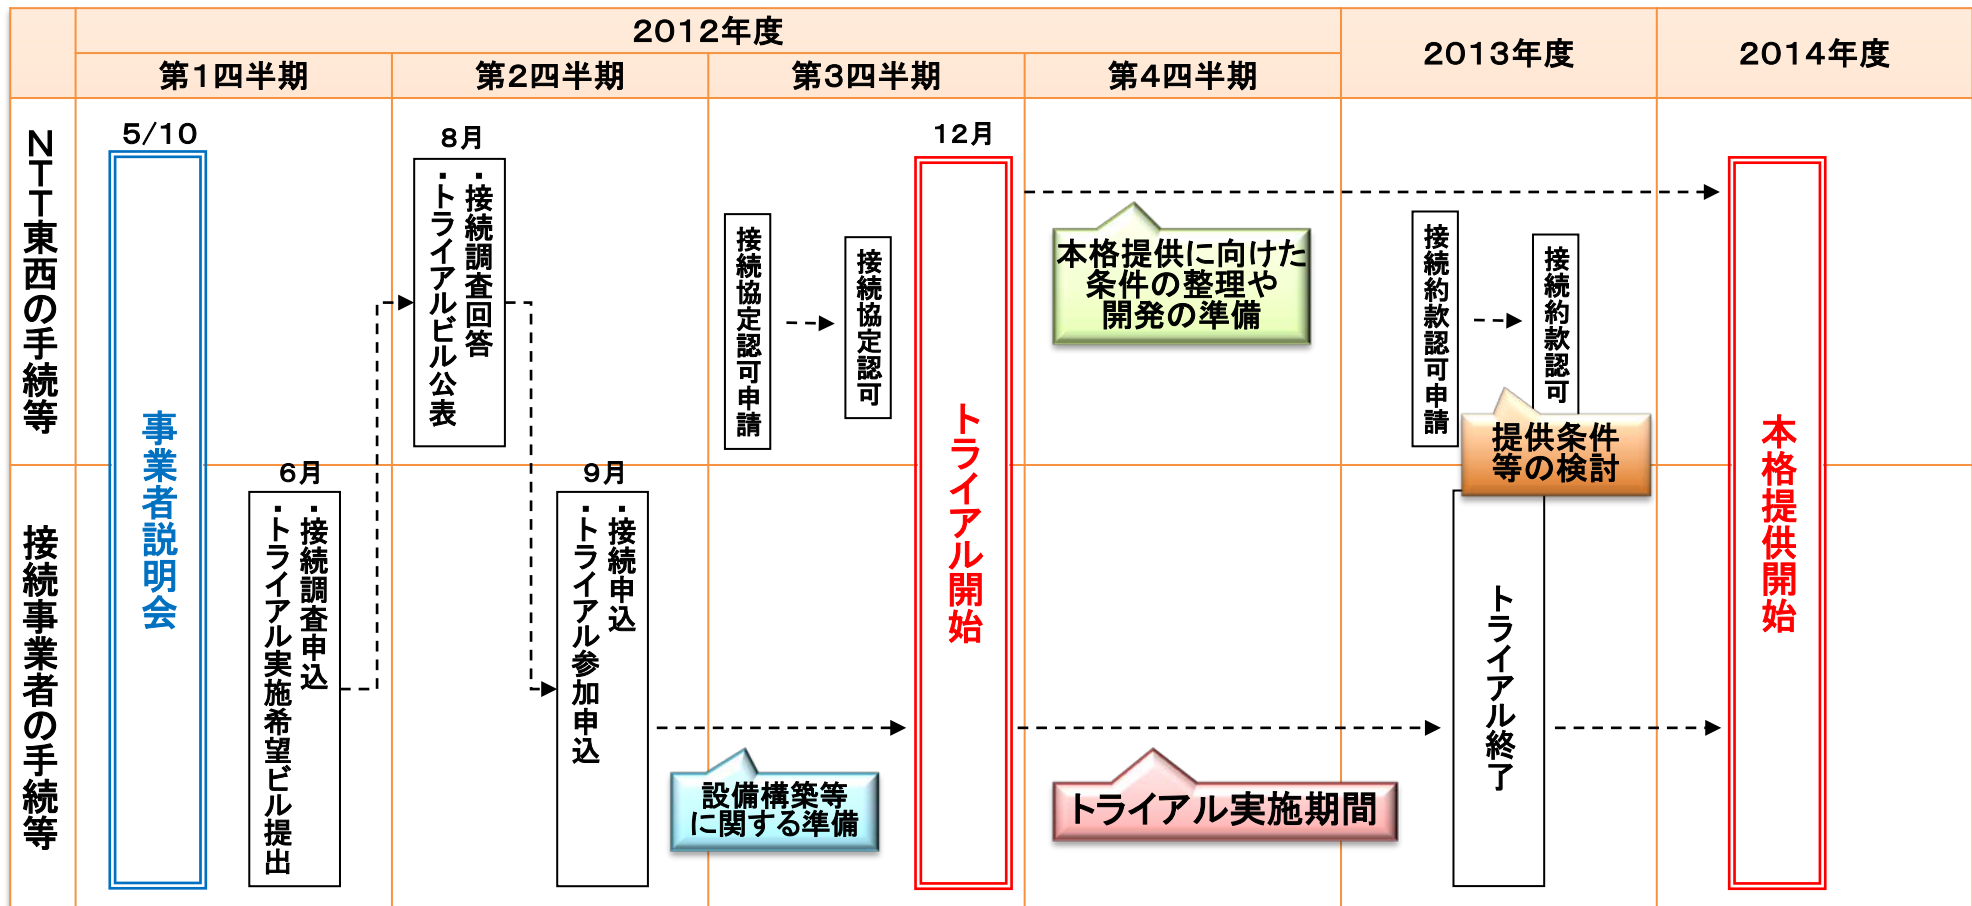 2012年度
2013年度
2014年度
第1四半期
第2四半期
第3四半期
第4四半期
NTT東西の手続等
接続事業者の手続等
5/10
事業者説明会
6月
・接続調査申込
・トライアル実施希望ビル提出
8月
・接続調査回答
・トライアルビル公表
9月
・接続申込
・トライアル参加申込
設備構築等
に関する準備
接続協定認可申請
接続協定認可
12月
トライアル開始
本格提供に向けた
条件の整理や
開発の準備
トライアル実施期間
接続約款認可申請
接続約款認可
提供条件
等の検討
トライアル終了
本格提供開始